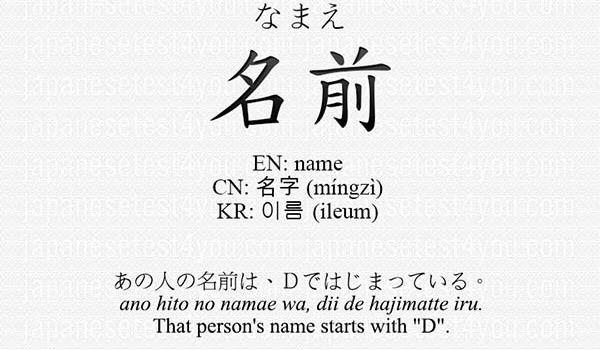 なまえ
名前
EN: name
CN: 名字 (míngzì)
KR: 이름 (ileum)
あの人の名前は、Ｄではじまっている。
ano hito no namae wa, dii de hajimatte iru.
That person's name starts with "D".
japanesetest4you.com